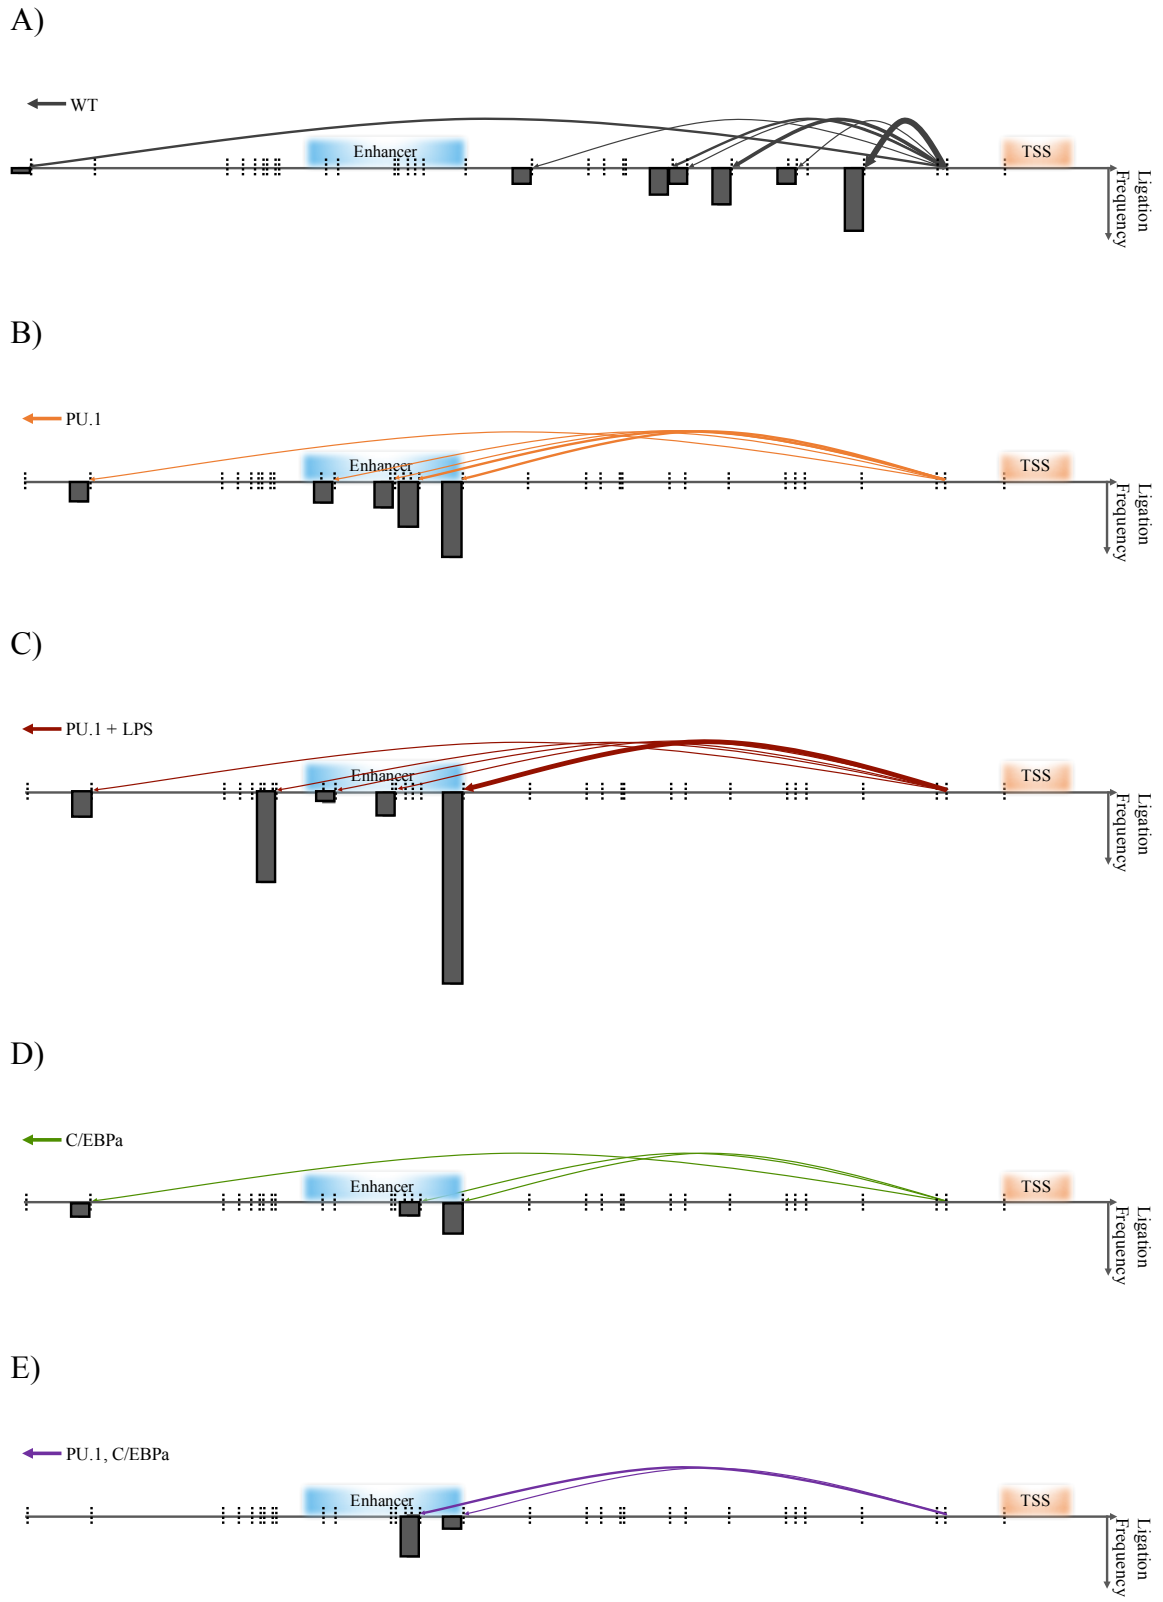 A)
WT
Enhancer
TSS
Ligation
Frequency
B)
PU.1
Enhancer
TSS
Ligation
Frequency
C)
PU.1 + LPS
Enhancer
TSS
Ligation
Frequency
D)
C/EBPa
Enhancer
TSS
Ligation
Frequency
E)
PU.1, C/EBPa
Enhancer
TSS
Ligation
Frequency